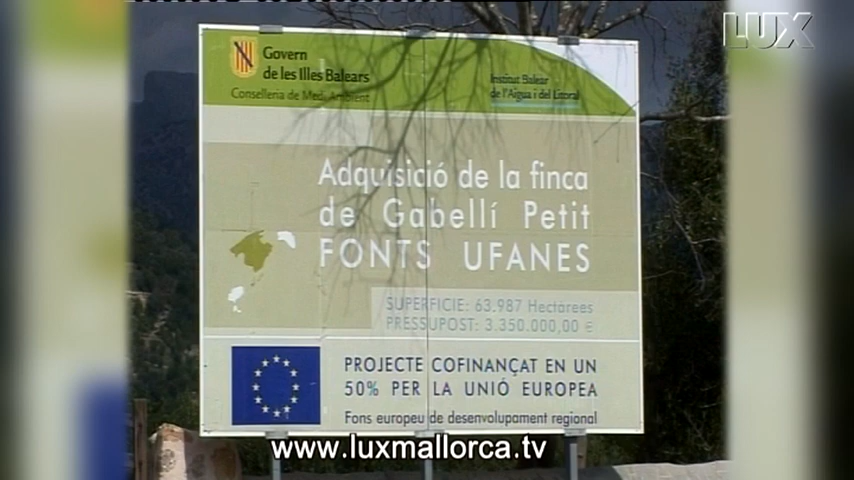 LUX
Govern
de les Illes Balears
Conselleria de Medi Ambient
Institut Balear
de l'Aigua i del Litoral
Adquisició de la finca
de Gabellí Petit
FONTS UFANES
SUPERFICIE: 63,987 Hectàrees
PRESSUPOST: 3.350.000,00 €
PROJECTE COFINANÇAT EN UN
50% PER LA UNIÓ EUROPEA
Fons europeu de desenvolupament regional
www.luxmallorca.tv